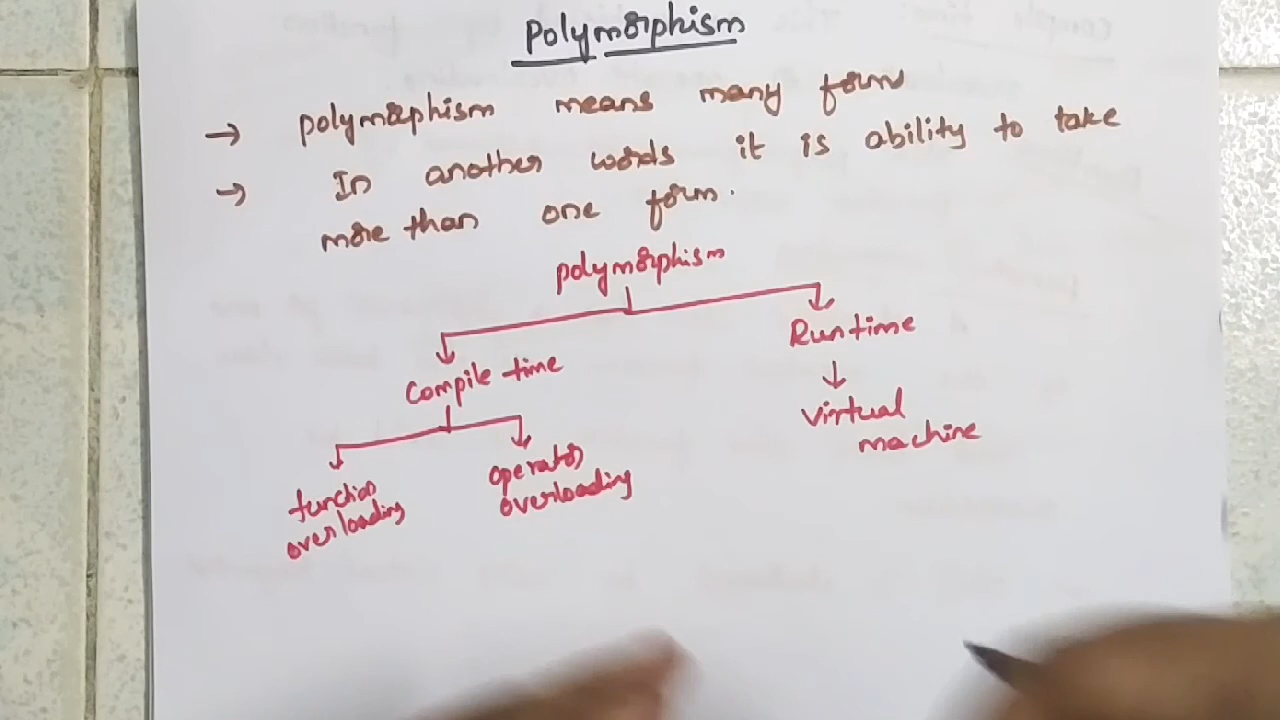 Polymorphism
→ polymorphism means many form
→ In another words it is ability to take
more than one form.
polymorphism
Compile time
Runtime
function
overloading
operator
overloading
virtual
machine